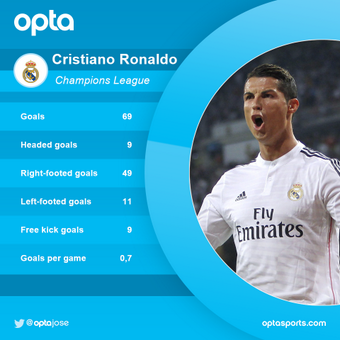 opta
Cristiano Ronaldo
Champions League
Goals 69
Headed goals 9
Right-footed goals 49
Left-footed goals 11
Free kick goals 9
Goals per game 0,7
adidas
Fly
Emirates
@optajose
optasports.com